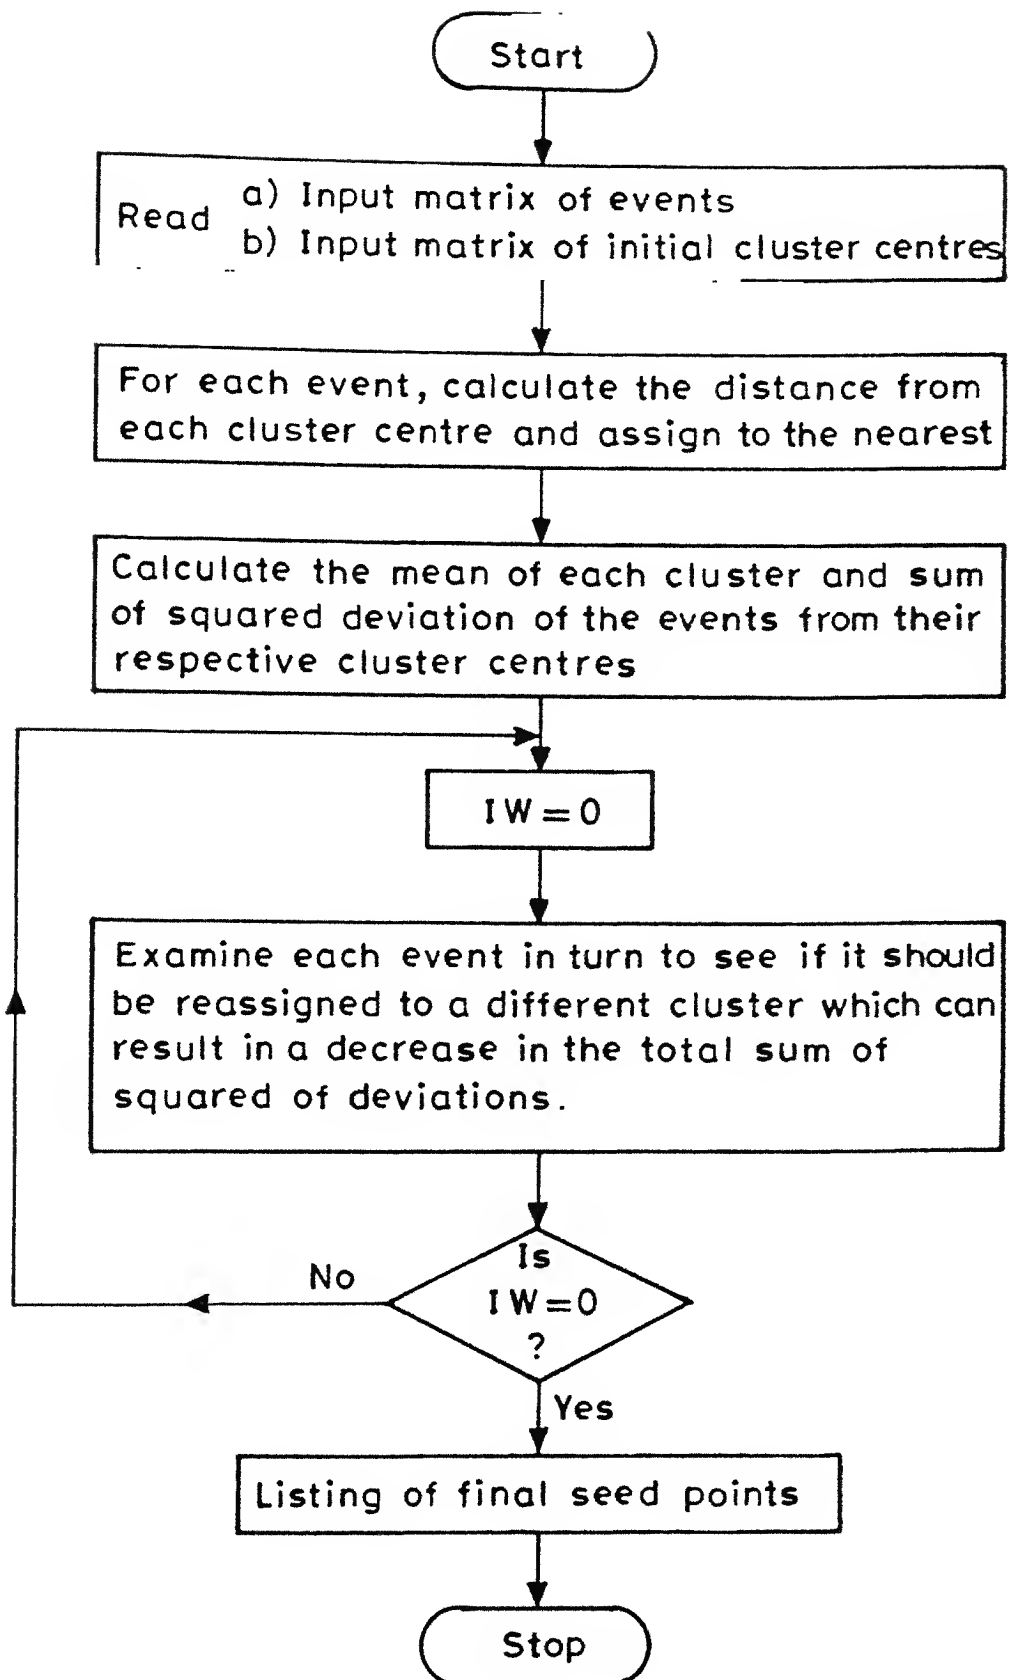 Start
Read
a) Input matrix of events
b) Input matrix of initial cluster centres
For each event, calculate the distance from
each cluster centre and assign to the nearest
Calculate the mean of each cluster and sum
of squared deviation of the events from their
respective cluster centres
IW=0
Examine each event in turn to see if it should
be reassigned to a different cluster which can
result in a decrease in the total sum of
squared of deviations.
Is
IW=0
?
No
Yes
Listing of final seed points
Stop